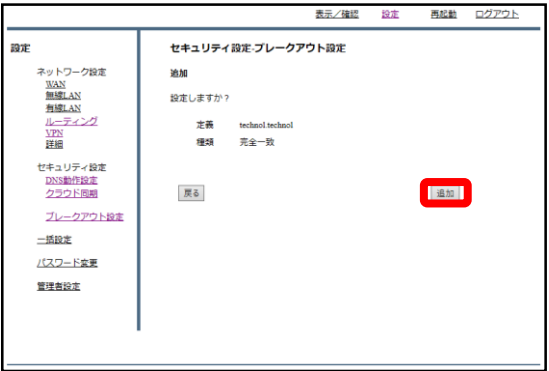 表示／確認 設定 再起動 ログアウト
設定
ネットワーク設定
WAN
無線LAN
有線LAN
ルーティング
VPN
詳細
セキュリティ設定
DNS動作設定
クラウド同期
ブレークアウト設定
一括設定
パスワード変更
管理者設定
セキュリティ設定-ブレークアウト設定
追加
設定しますか？
定義 technol.technol
種類 完全一致
戻る 追加